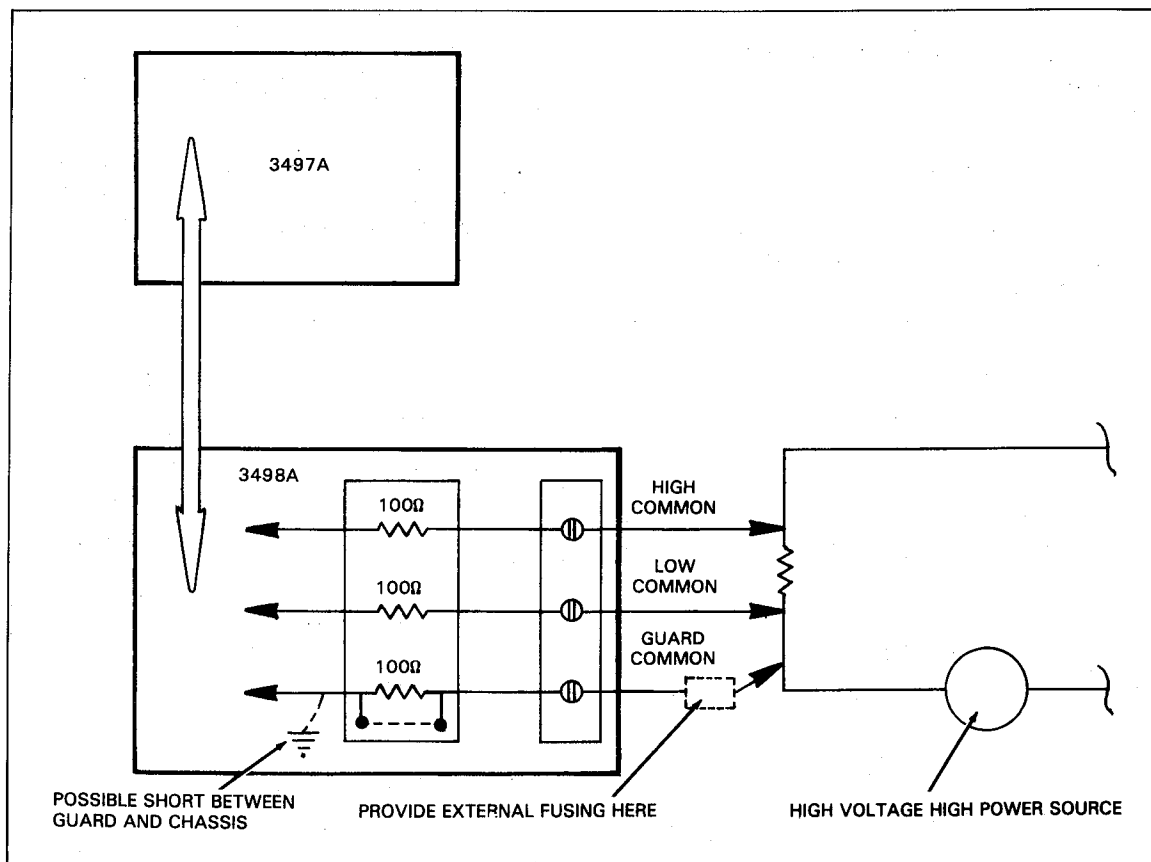 3497A
3498A
100Ω
HIGH
COMMON
100Ω
LOW
COMMON
100Ω
GUARD
COMMON
POSSIBLE SHORT BETWEEN
GUARD AND CHASSIS
PROVIDE EXTERNAL FUSING HERE
HIGH VOLTAGE HIGH POWER SOURCE